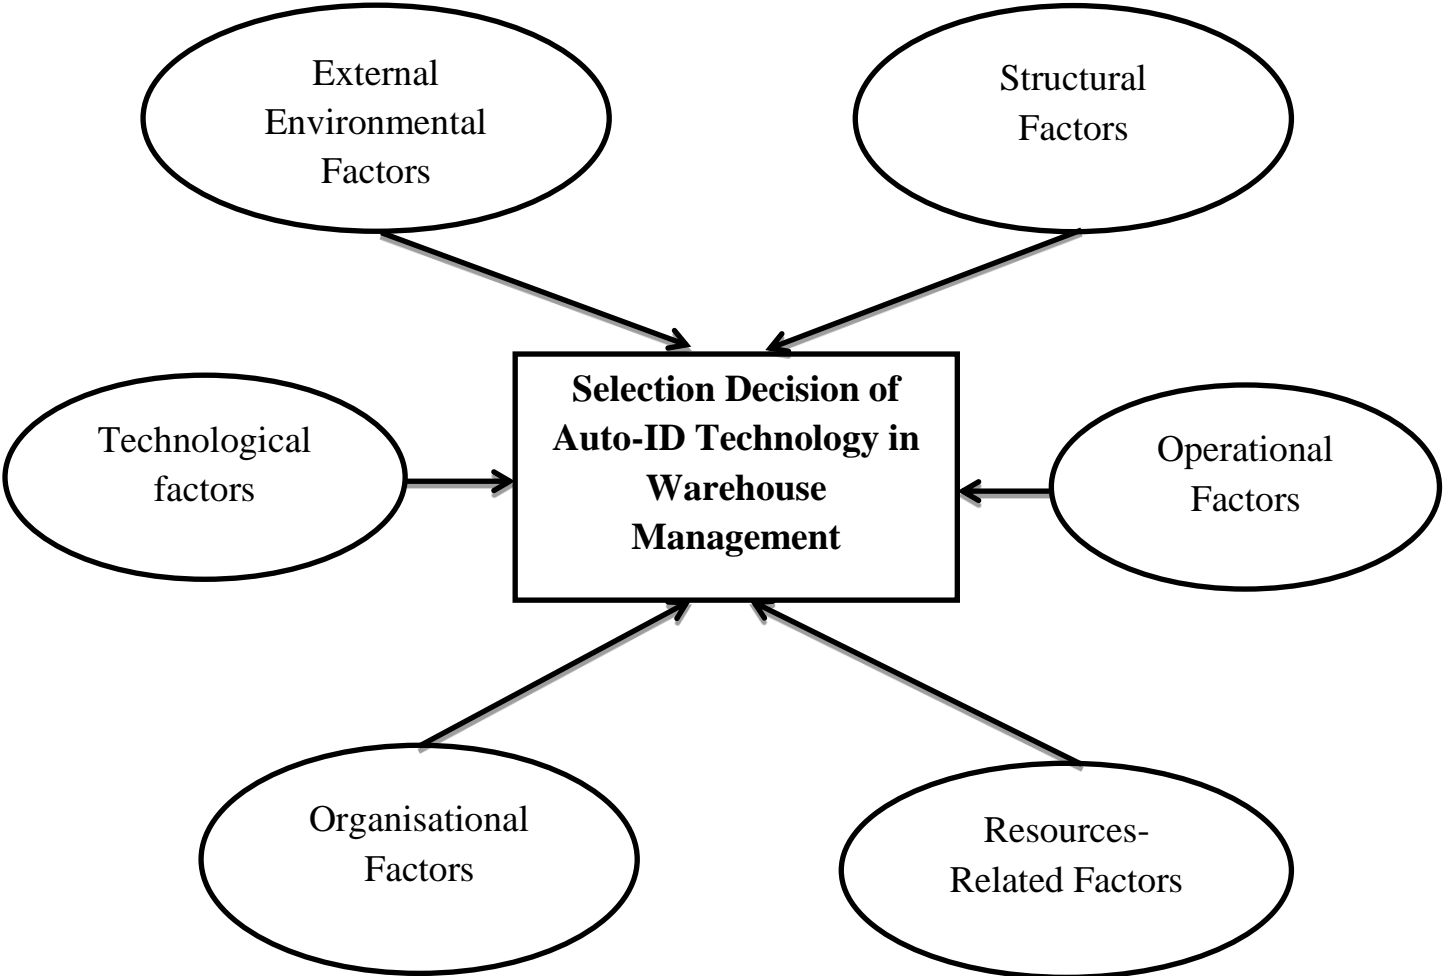 External
Environmental
Factors
Structural
Factors
Technological
factors
Selection Decision of
Auto-ID Technology in
Warehouse
Management
Operational
Factors
Organisational
Factors
Resources-
Related Factors